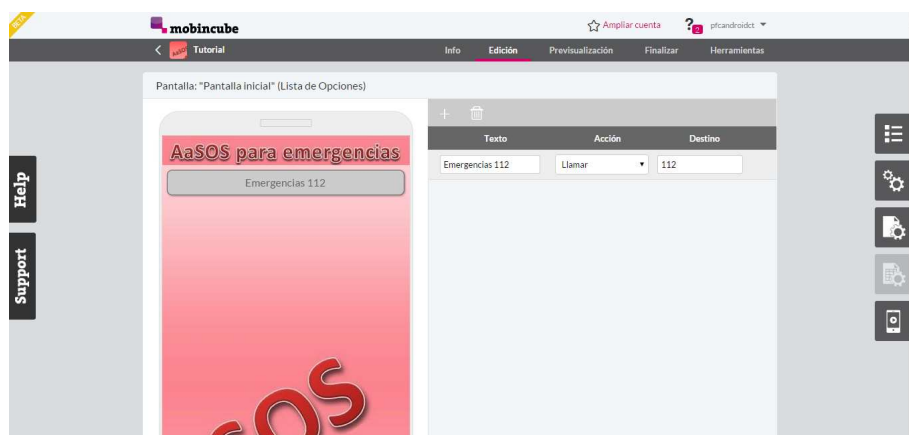 BETA
mobincube
Ampliar cuenta
? 2
pfcandroidct
Tutorial
Info Edición Previsualización Finalizar Herramientas
Pantalla: "Pantalla inicial" (Lista de Opciones)
Texto Acción Destino
Emergencias 112 Llamar 112
AaSOS para emergencias
Emergencias 112
SOS
Help
Support